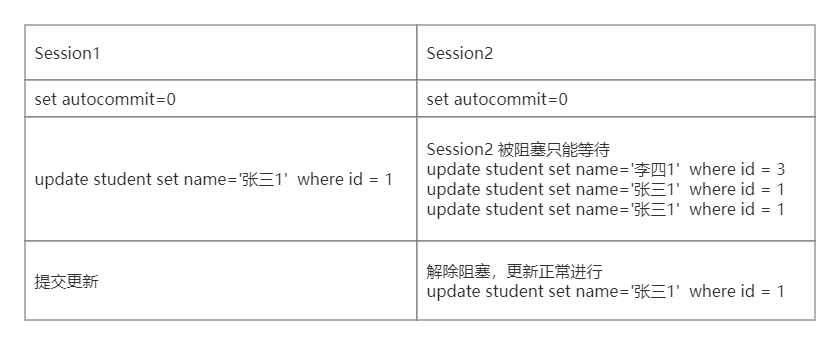 Session1
Session2
set autocommit=0
set autocommit=0
update student set name='张三1'  where id = 1
Session2 被阻塞只能等待
update student set name='李四1'  where id = 3
update student set name='张三1'  where id = 1
update student set name='张三1'  where id = 1
提交更新
解除阻塞，更新正常进行
update student set name='张三1'  where id = 1